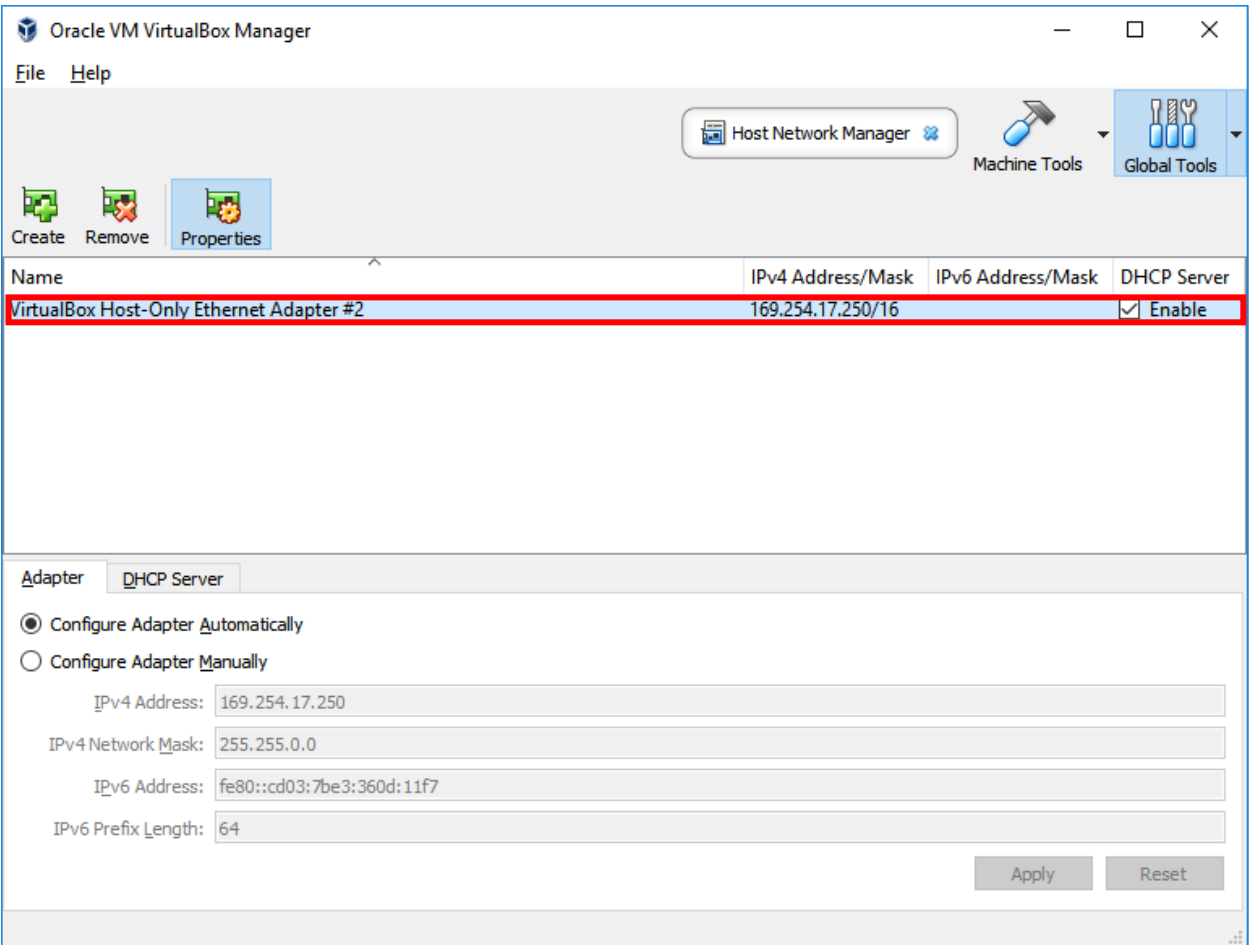 Oracle VM VirtualBox Manager
File Help
Host Network Manager
Machine Tools
Global Tools
Create Remove Properties
Name IPv4 Address/Mask IPv6 Address/Mask DHCP Server
VirtualBox Host-Only Ethernet Adapter #2 169.254.17.250/16 Enable
Adapter DHCP Server
Configure Adapter Automatically
Configure Adapter Manually
IPv4 Address: 169.254.17.250
IPv4 Network Mask: 255.255.0.0
IPv6 Address: fe80::cd03:7be3:360d:11f7
IPv6 Prefix Length: 64
Apply Reset